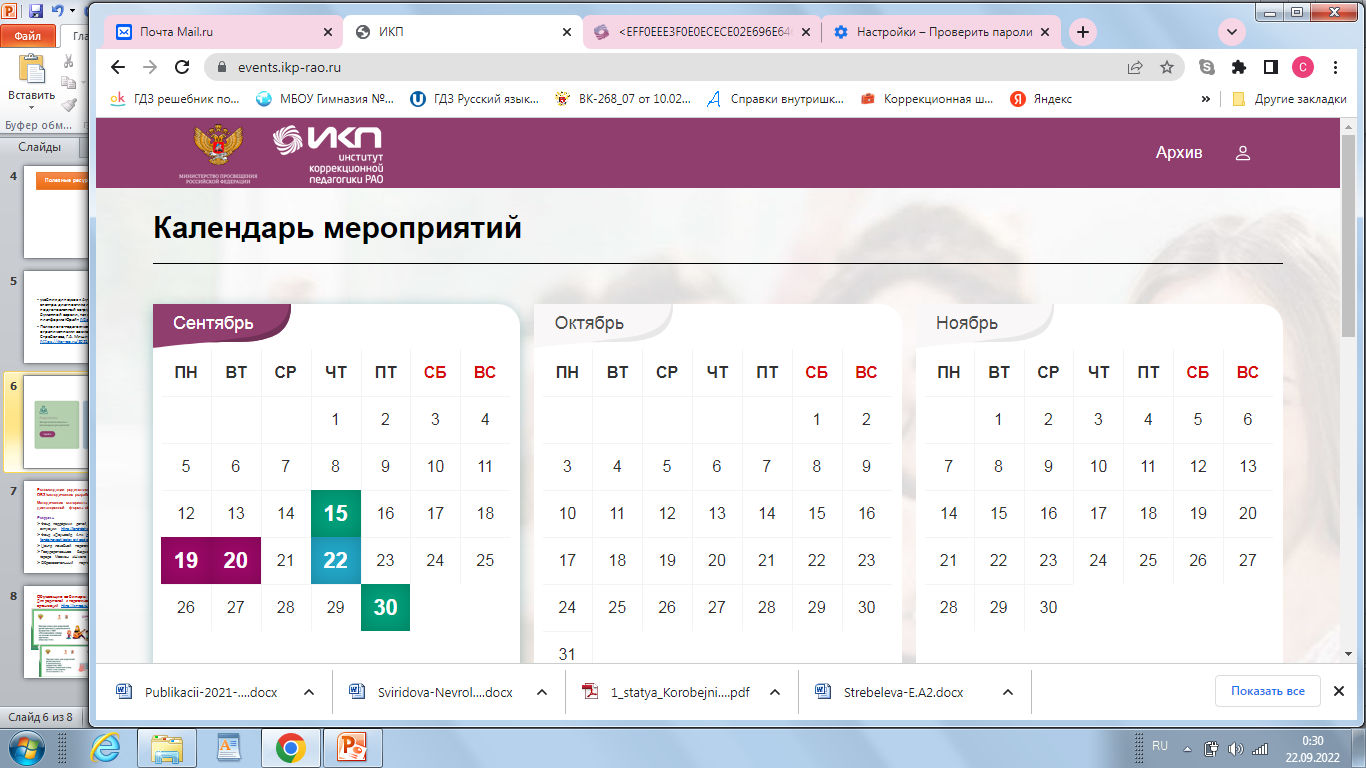 Файл
Гла
Вставить
Буфер обм...
Слайды
4
5
6
7
8
Слайд 6 из 8
Почта Mail.ru
ИКП
<EFF0EEE3F0E0ECECE02E696E64
Настройки – Проверить пароли
events.ikp-rao.ru
С
ГДЗ решебник по...
МБОУ Гимназия №...
ГДЗ Русский язык...
ВК-268_07 от 10.02...
Справки внутришк...
Коррекционная ш...
Яндекс
»
Другие закладки
МИНИСТЕРСТВО ПРОСВЕЩЕНИЯ
РОССИЙСКОЙ ФЕДЕРАЦИИ
ИКП
институт
коррекционной
педагогики РАО
Архив
Календарь мероприятий
Сентябрь
ПН ВТ СР ЧТ ПТ СБ ВС
1 2 3 4
5 6 7 8 9 10 11
12 13 14 15 16 17 18
19 20 21 22 23 24 25
26 27 28 29 30
Октябрь
ПН ВТ СР ЧТ ПТ СБ ВС
1 2
3 4 5 6 7 8 9
10 11 12 13 14 15 16
17 18 19 20 21 22 23
24 25 26 27 28 29 30
31
Ноябрь
ПН ВТ СР ЧТ ПТ СБ ВС
1 2 3 4 5 6
7 8 9 10 11 12 13
14 15 16 17 18 19 20
21 22 23 24 25 26 27
28 29 30
Publikacii-2021-....docx
Sviridova-Nevrol....docx
1_statya_Korobejni....pdf
Strebeleva-E.A2.docx
Показать все
RU
0:30
22.09.2022